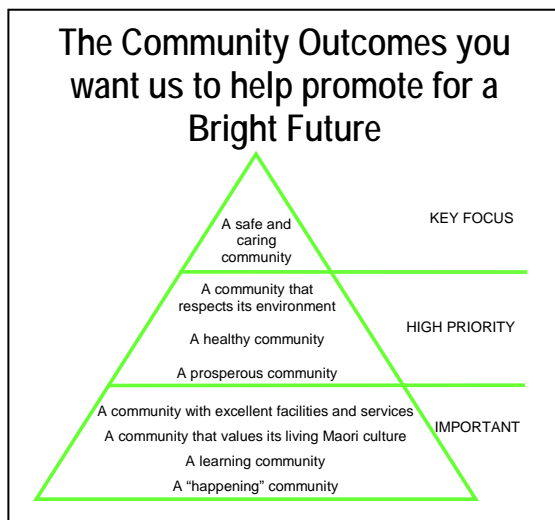 The Community Outcomes you
want us to help promote for a
Bright Future
A safe and
caring
community
KEY FOCUS
A community that
respects its environment
A healthy community
HIGH PRIORITY
A prosperous community
A community with excellent facilities and services
IMPORTANT
A community that values its living Maori culture
A learning community
A “happening” community